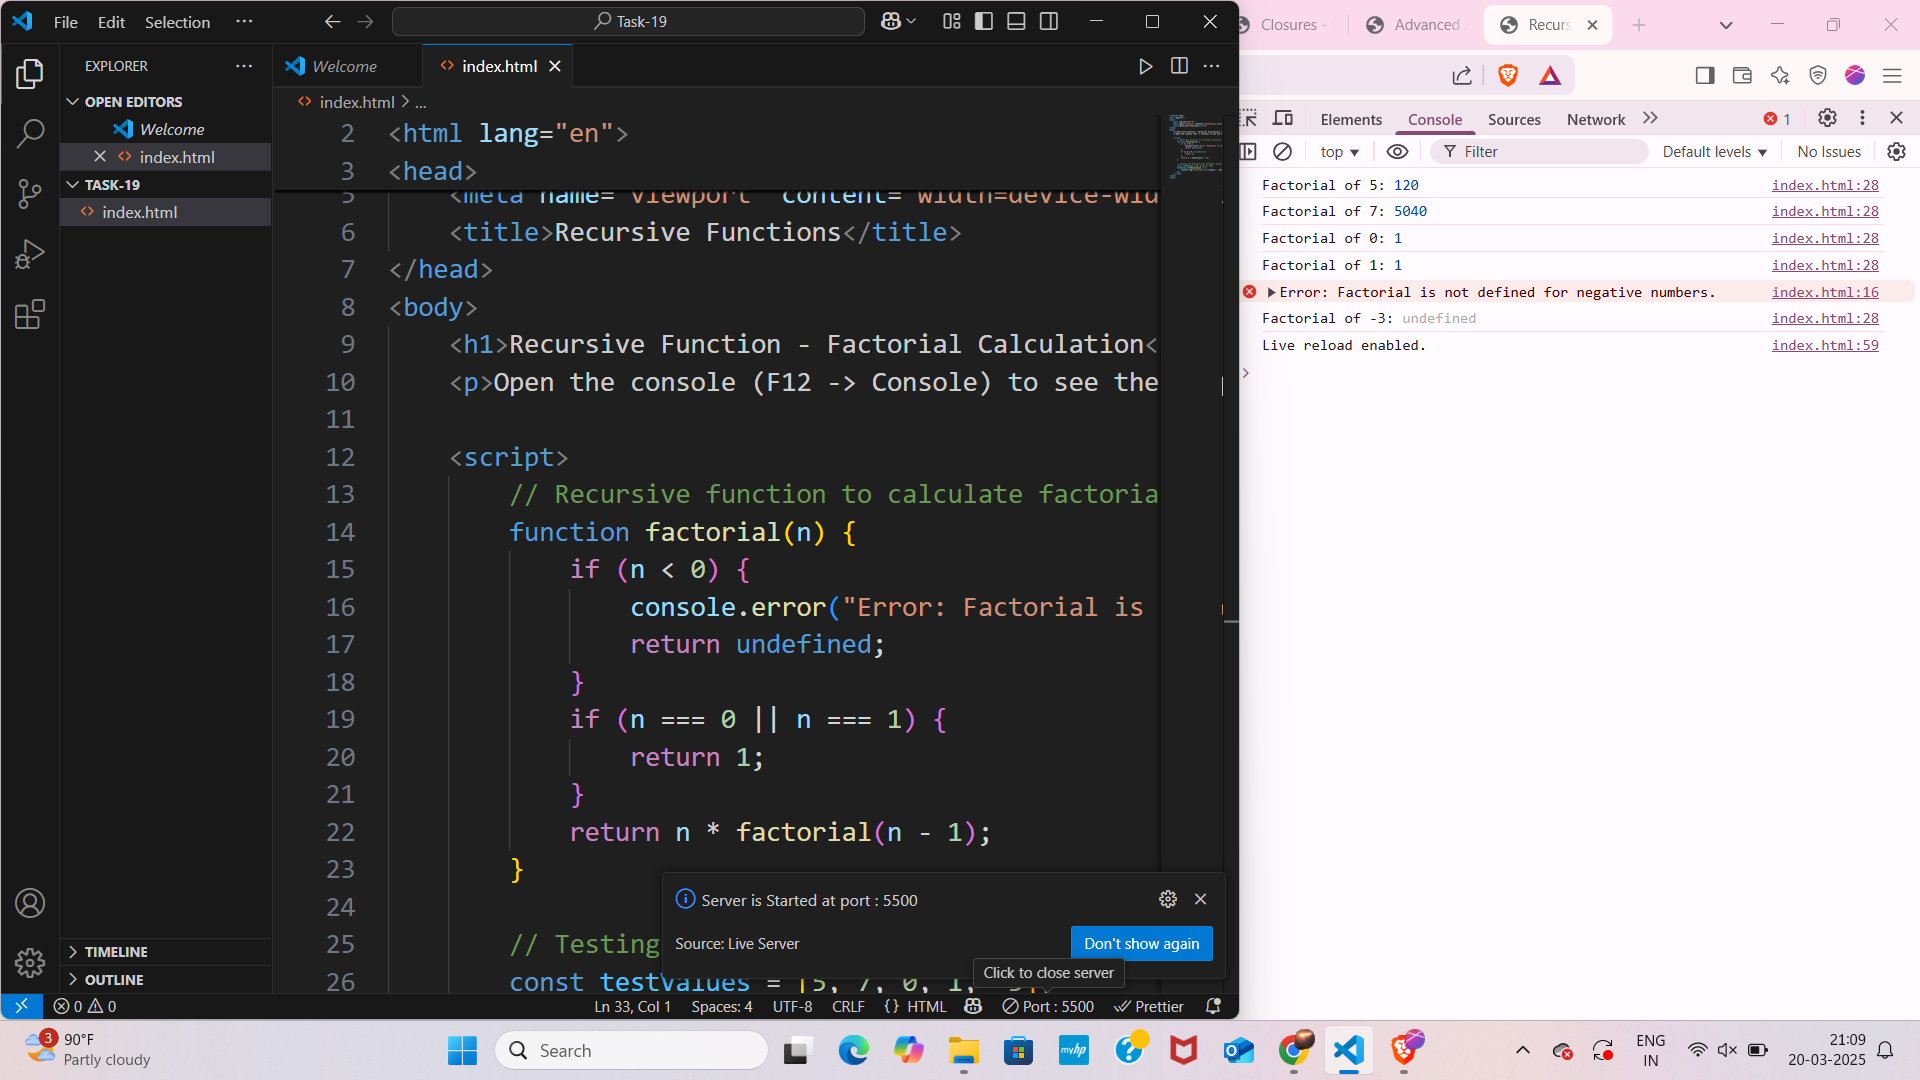 File Edit Selection ···
Task-19
EXPLORER
OPEN EDITORS
Welcome
index.html
TASK-19
index.html
TIMELINE
OUTLINE
Welcome
index.html
index.html > ...
2 <html lang="en">
3 <head>
5 <meta name="viewport" content="width=device-wid
6 <title>Recursive Functions</title>
7 </head>
8 <body>
9 <h1>Recursive Function - Factorial Calculation<
10 <p>Open the console (F12 -> Console) to see the
11
12 <script>
13 // Recursive function to calculate factoria
14 function factorial(n) {
15 if (n < 0) {
16 console.error("Error: Factorial is
17 return undefined;
18 }
19 if (n === 0 || n === 1) {
20 return 1;
21 }
22 return n * factorial(n - 1);
23 }
24
25 // Testing
26 const testValues = [5, 7, 0, 1,
Server is Started at port : 5500
Source: Live Server
Don't show again
Click to close server
0 0
Ln 33, Col 1 Spaces: 4 UTF-8 CRLF {} HTML Port : 5500 Prettier
Closures - Advanced Recurs
Elements Console Sources Network 1
top Filter Default levels No Issues
Factorial of 5: 120 index.html:28
Factorial of 7: 5040 index.html:28
Factorial of 0: 1 index.html:28
Factorial of 1: 1 index.html:28
Error: Factorial is not defined for negative numbers. index.html:16
Factorial of -3: undefined index.html:28
Live reload enabled. index.html:59
3
90°F
Partly cloudy
Search
myhp
ENG
IN
21:09
20-03-2025